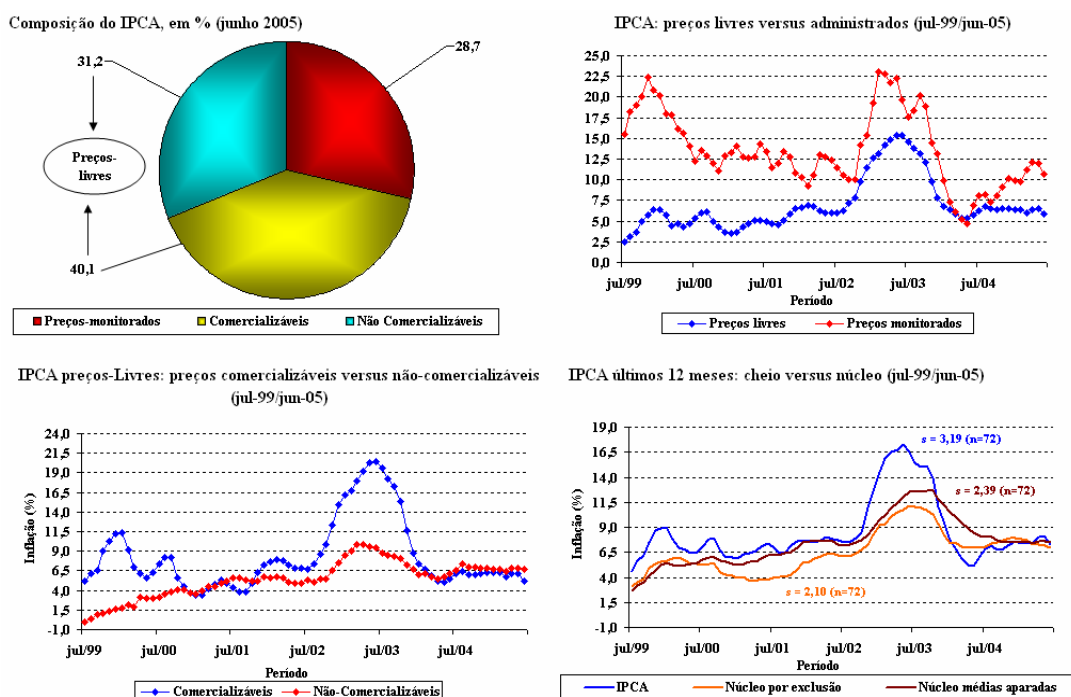 Composição do IPCA, em % (junho 2005)
31,2
28,7
Preços-
livres
40,1
Preços-monitorados
Comercializáveis
Não Comercializáveis
IPCA: preços livres versus administrados (jul-99/jun-05)
25,0
22,5
20,0
17,5
15,0
12,5
10,0
7,5
5,0
2,5
0,0
jul/99
jul/00
jul/01
jul/02
jul/03
jul/04
Período
Preços livres
Preços monitorados
IPCA preços-Livres: preços comercializáveis versus não-comercializáveis
(jul-99/jun-05)
Inflação (%)
24,0
21,5
19,0
16,5
14,0
11,5
9,0
6,5
4,0
1,5
-1,0
jul/99
jul/00
jul/01
jul/02
jul/03
jul/04
Período
Comercializáveis
Não-Comercializáveis
IPCA últimos 12 meses: cheio versus núcleo (jul-99/jun-05)
Inflação (%)
19,0
16,5
14,0
11,5
9,0
6,5
4,0
1,5
-1,0
s = 3,19 (n=72)
s = 2,39 (n=72)
s = 2,10 (n=72)
jul/99
jul/00
jul/01
jul/02
jul/03
jul/04
Período
IPCA
Núcleo por exclusão
Núcleo médias aparadas